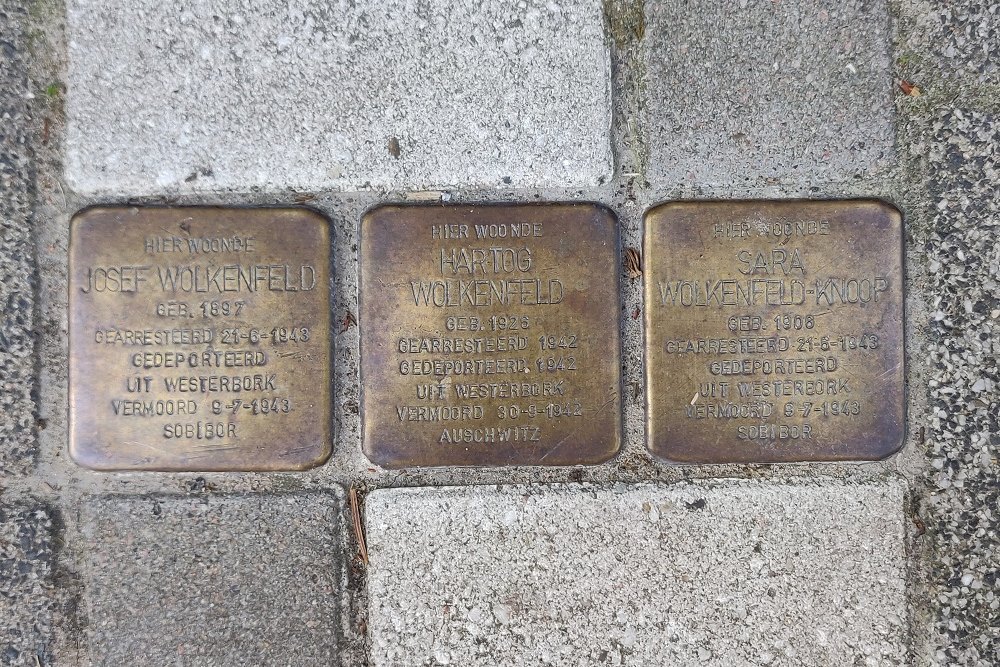 HIER WOONDE
JOSEF WOLKENFELD
GEB. 1897
GEARRESTEERD 21-6-1943
GEDEPORTEERD
UIT WESTERBORK
VERMOORD 9-7-1943
SOBIBOR
HIER WOONDE
HARTOG
WOLKENFELD
GEB. 1926
GEARRESTEERD 1942
GEDEPORTEERD 1942
UIT WESTERBORK
VERMOORD 30-9-1942
AUSCHWITZ
HIER WOONDE
SARA
WOLKENFELD-KNOOP
GEB. 1906
GEARRESTEERD 21-6-1943
GEDEPORTEERD
UIT WESTERBORK
VERMOORD 9-7-1943
SOBIBOR